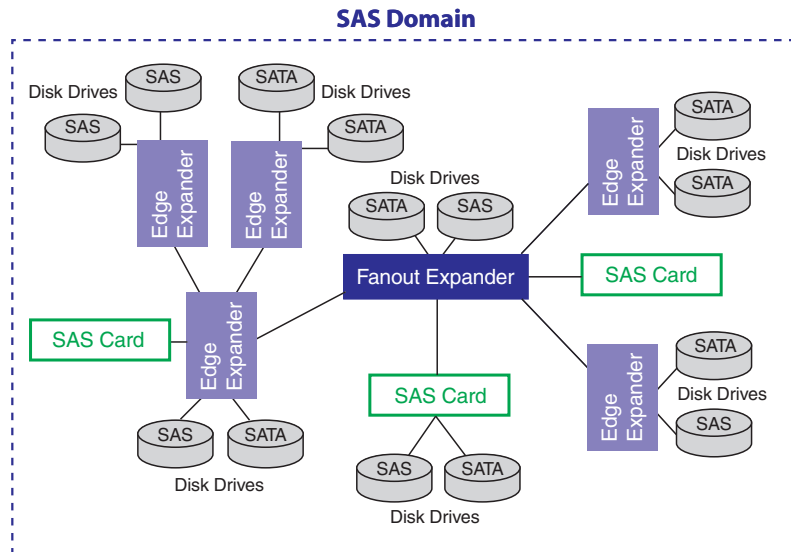 SAS Domain
SAS
SATA
Disk Drives
Disk Drives
SAS
SATA
Edge
Expander
Edge
Expander
SATA
Disk Drives
SATA
Edge
Expander
Disk Drives
SATA
SAS
Fanout Expander
SAS Card
SAS Card
Edge
Expander
SAS Card
SATA
Disk Drives
SAS
Edge
Expander
SAS
SATA
Disk Drives
SAS
SATA
Disk Drives